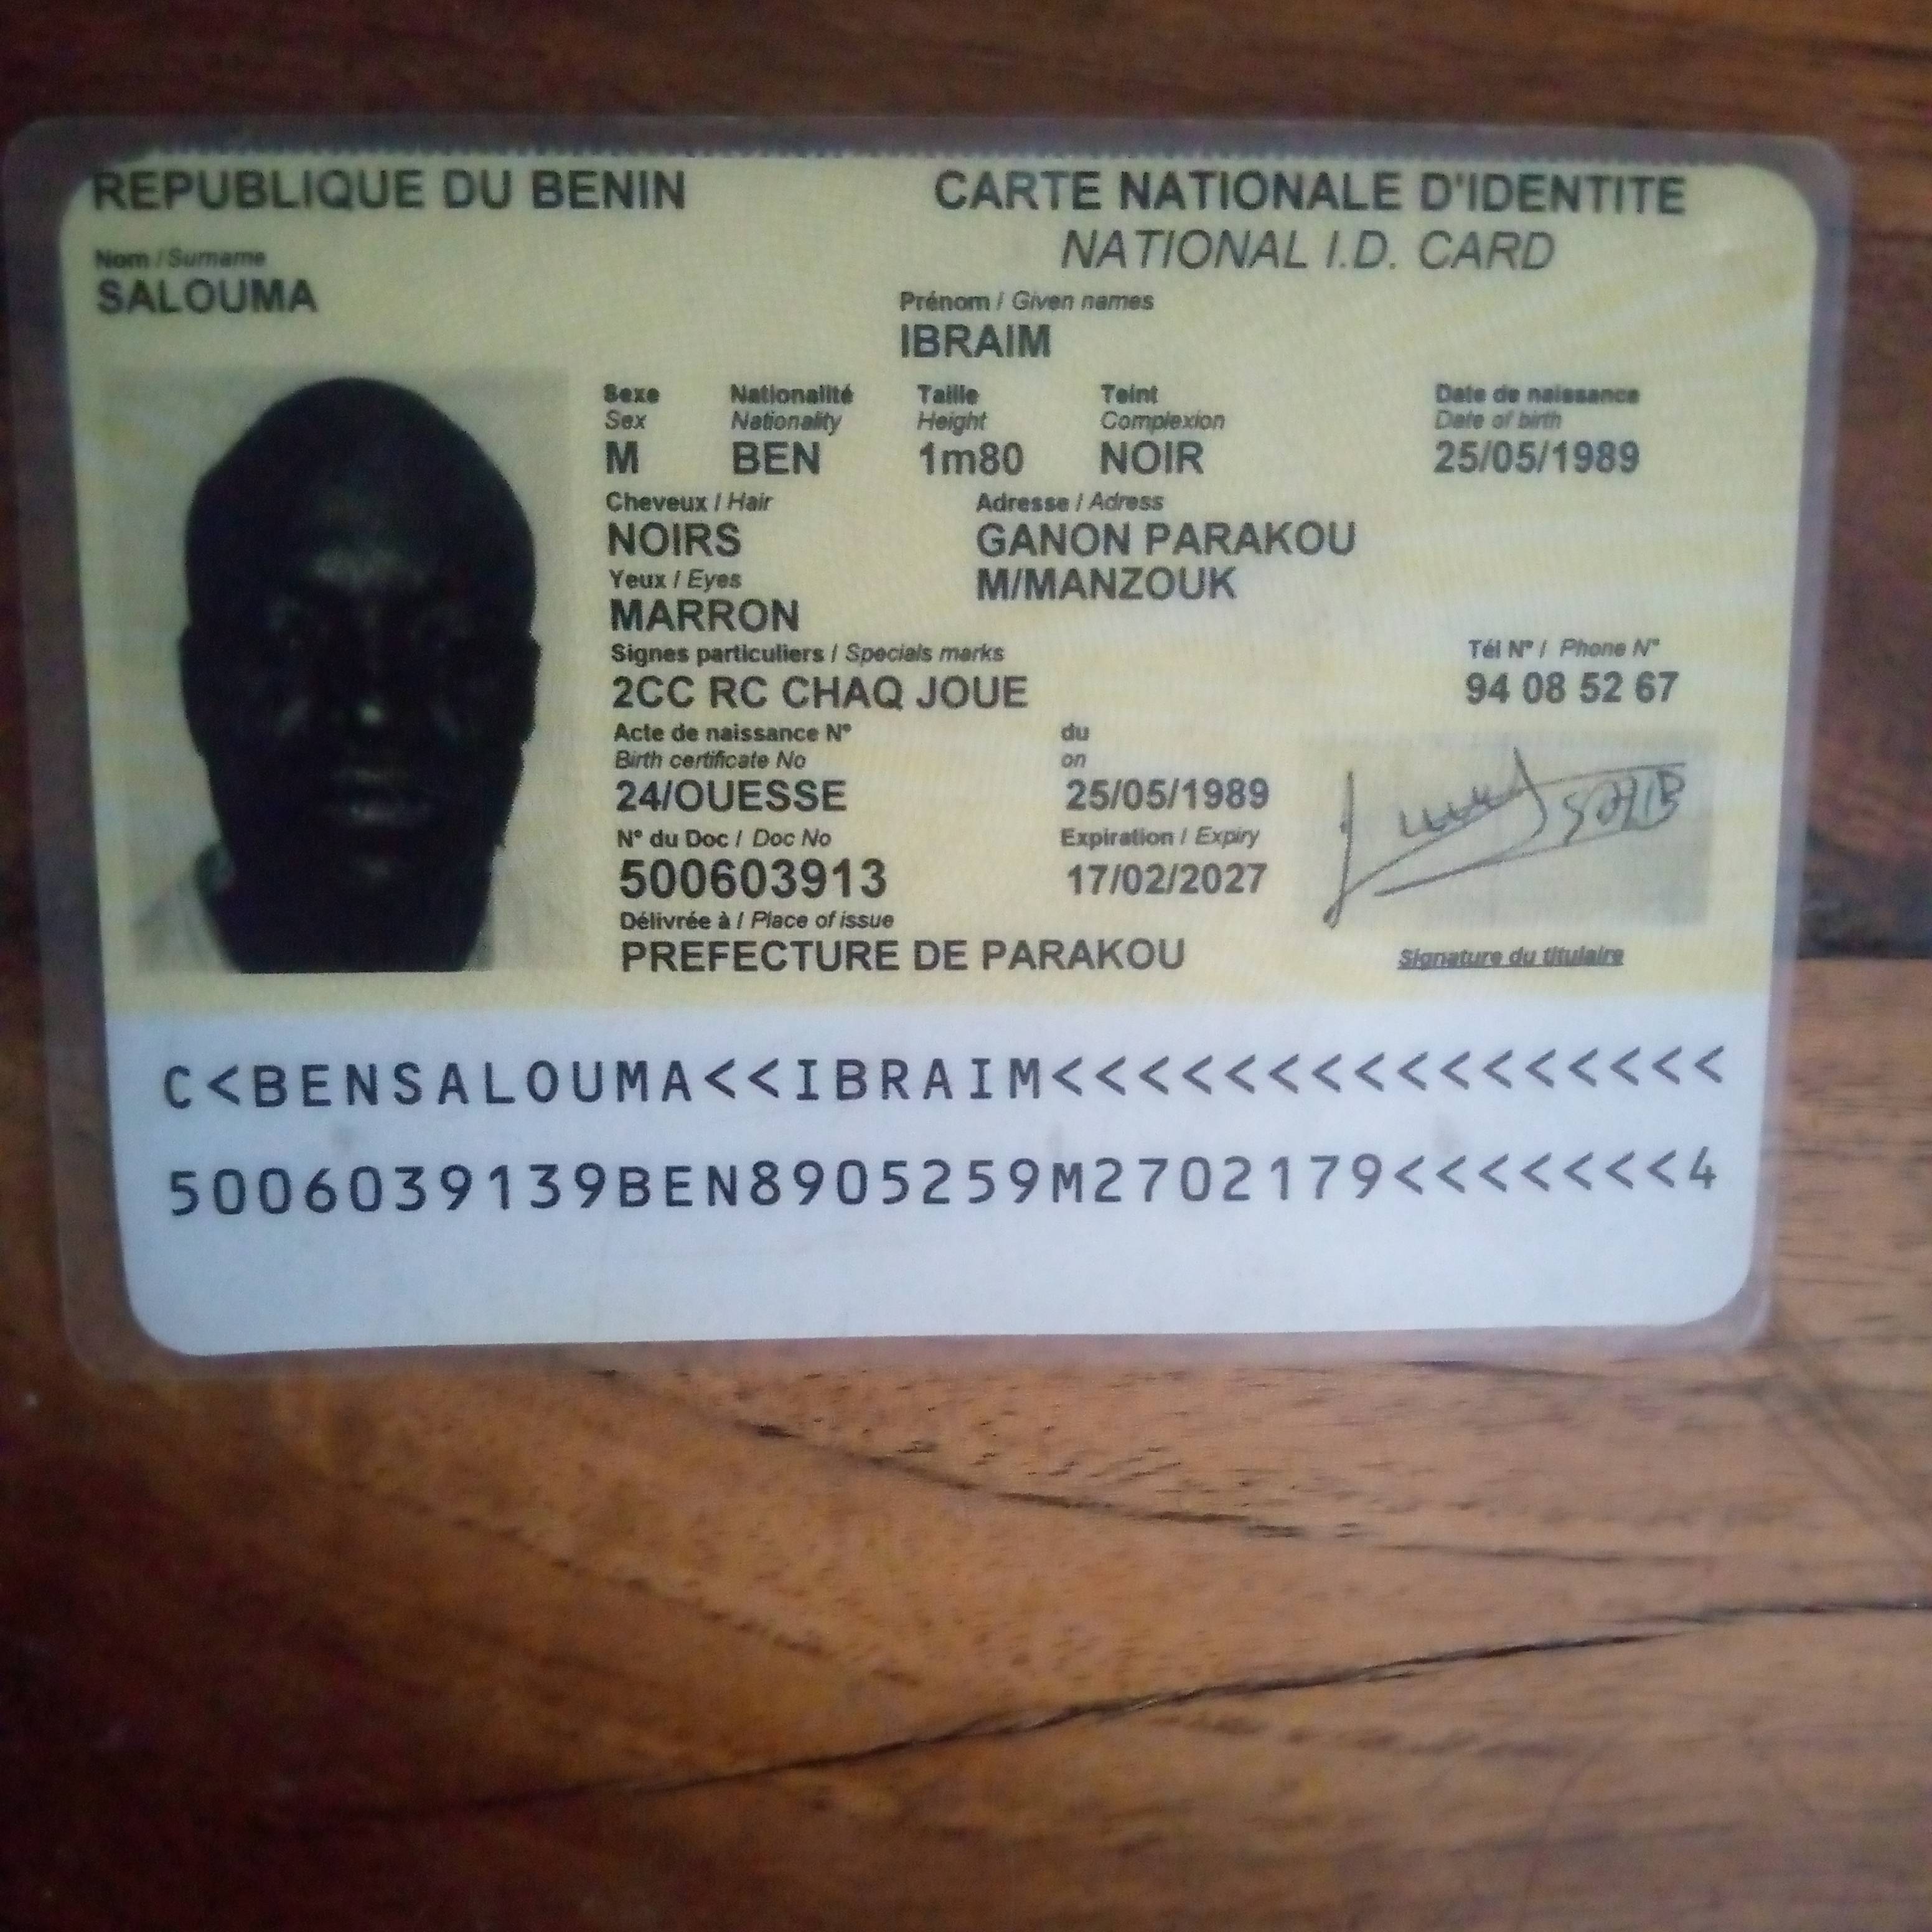 REPUBLIQUE DU BENIN
CARTE NATIONALE D'IDENTITE
NATIONAL I.D. CARD
Nom / Surname
SALOUMA
Prénom / Given names
IBRAIM
Sexe Nationalité Taille Teint Date de naissance
Sex Nationality Height Complexion Date of birth
M BEN 1m80 NOIR 25/05/1989
Cheveux / Hair Adresse / Adress
NOIRS GANON PARAKOU
Yeux / Eyes M/MANZOUK
MARRON
Signes particuliers / Specials marks Tél N° / Phone N°
2CC RC CHAQ JOUE 94 08 52 67
Acte de naissance N° du
Birth certificate No on
24/OUESSE 25/05/1989
N° du Doc / Doc No Expiration / Expiry
500603913 17/02/2027
Délivrée à / Place of issue
PREFECTURE DE PARAKOU Signature du titulaire
C<BENSALOUMA<<IBRAIM<<<<<<<<<<<<<<<<
5006039139BEN8905259M2702179<<<<<<<4